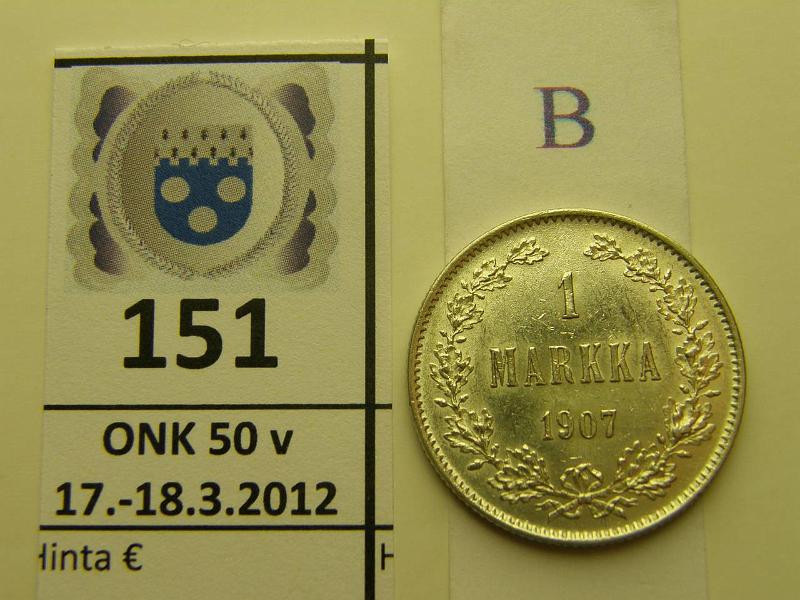 151
ONK 50 v
17.-18.3.2012
Hinta €
B
1
MARKKA
1907